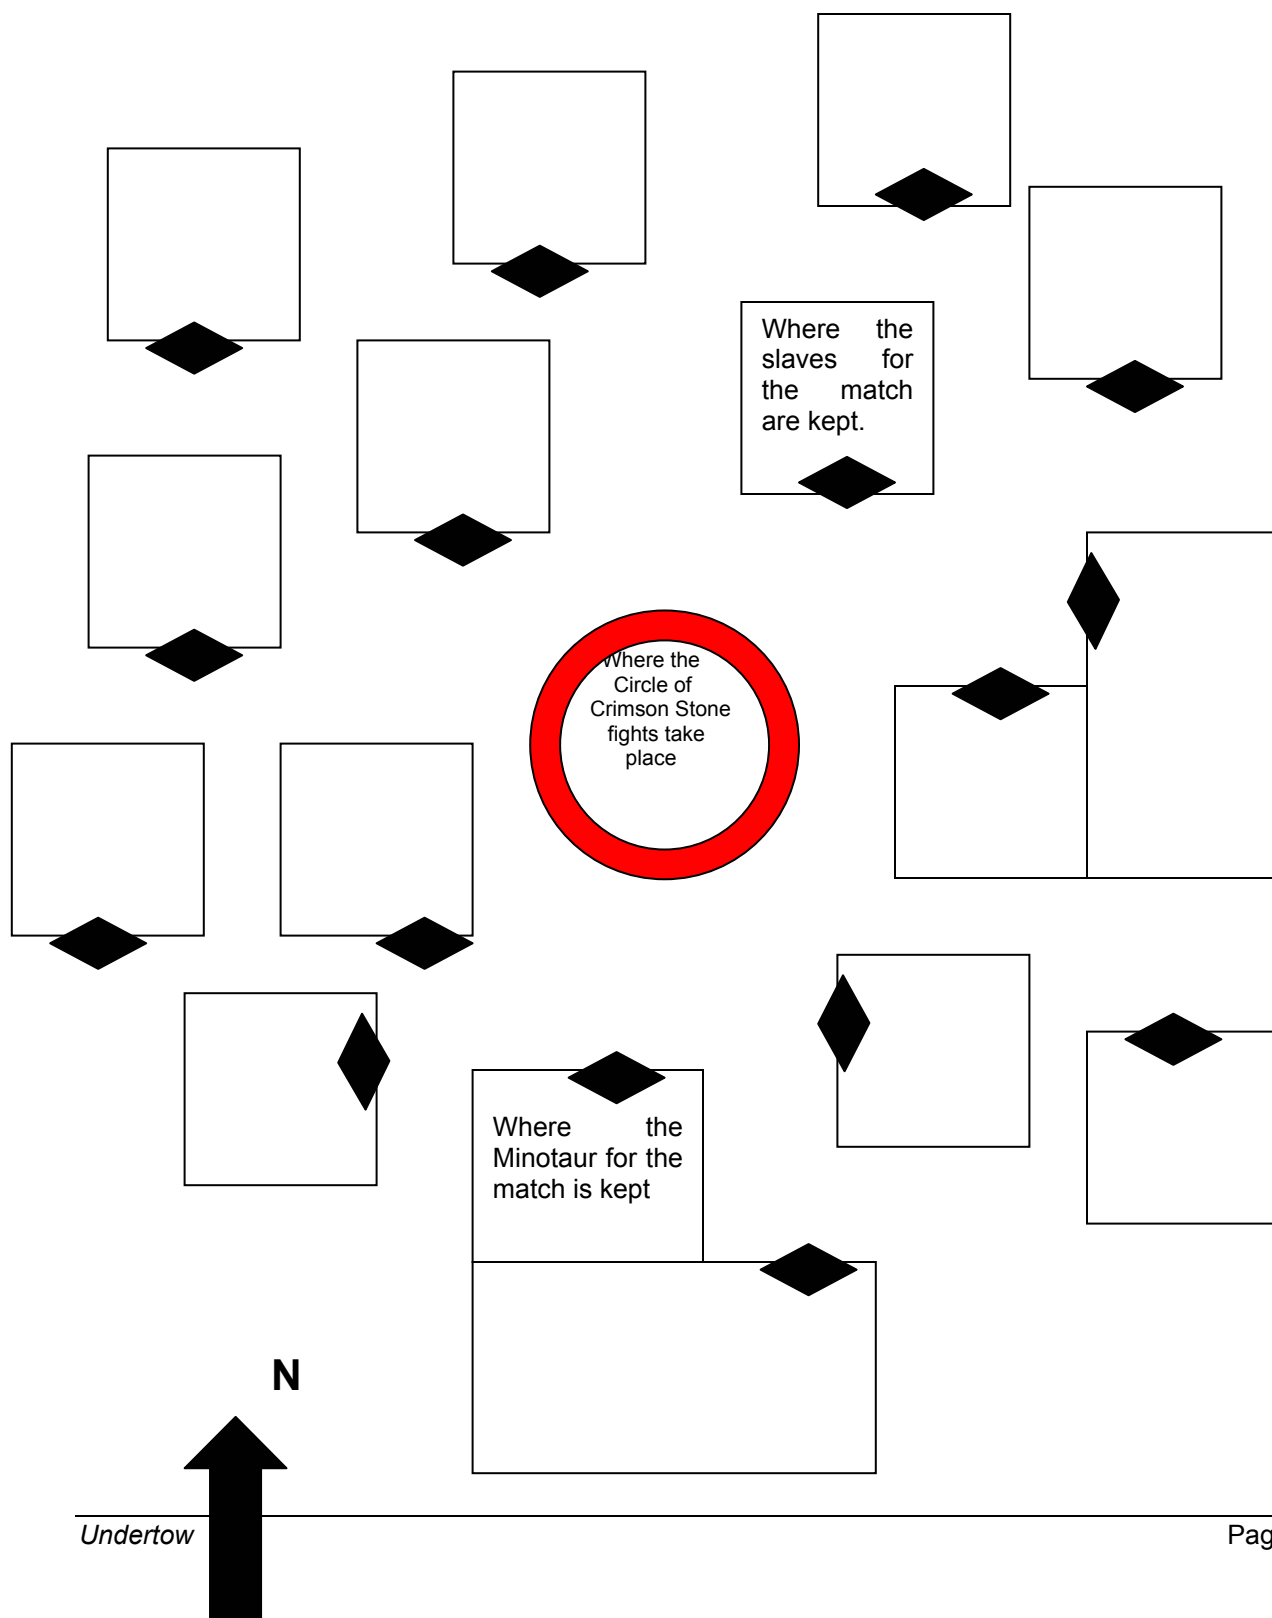 Where the
slaves for
the match
are kept.
Where the
Circle of
Crimson Stone
fights take
place
Where the
Minotaur for the
match is kept
N
Undertow
Pag